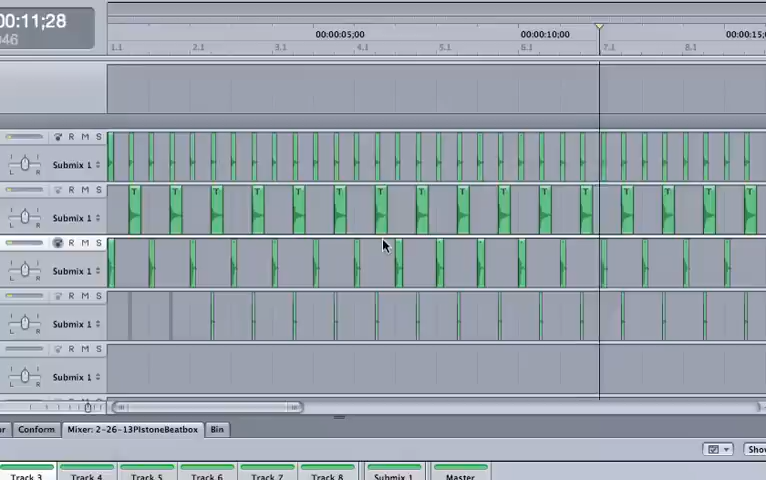 00:11;28
046
00:00:05;00 00:00:10;00 00:00:15;
1.1 2.1 3.1 4.1 5.1 6.1 7.1 8.1
R M S
Submix 1
L R
T T T T T T T T T T T T T T T T
R M S
Submix 1
L R
R M S
Submix 1
L R
R M S
Submix 1
L R
R M S
Submix 1
L R
or Conform Mixer: 2-26-13PIstoneBeatbox Bin
Show
Track 3 Track 4 Track 5 Track 6 Track 7 Track 8 Submix 1 Master